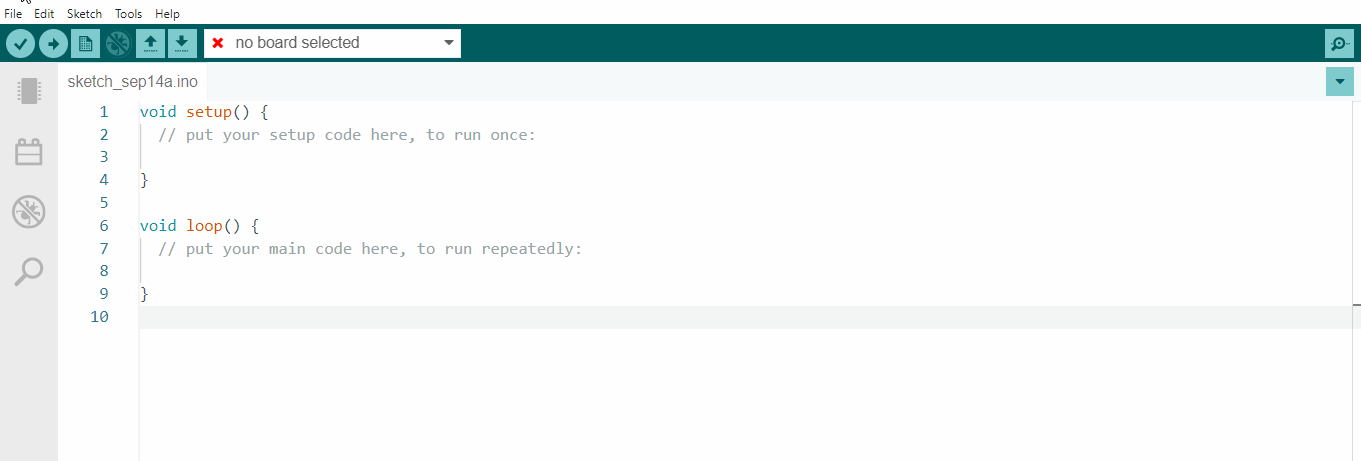 File Edit Sketch Tools Help
no board selected
sketch_sep14a.ino
1 void setup() {
2 // put your setup code here, to run once:
3
4 }
5
6 void loop() {
7 // put your main code here, to run repeatedly:
8
9 }
10